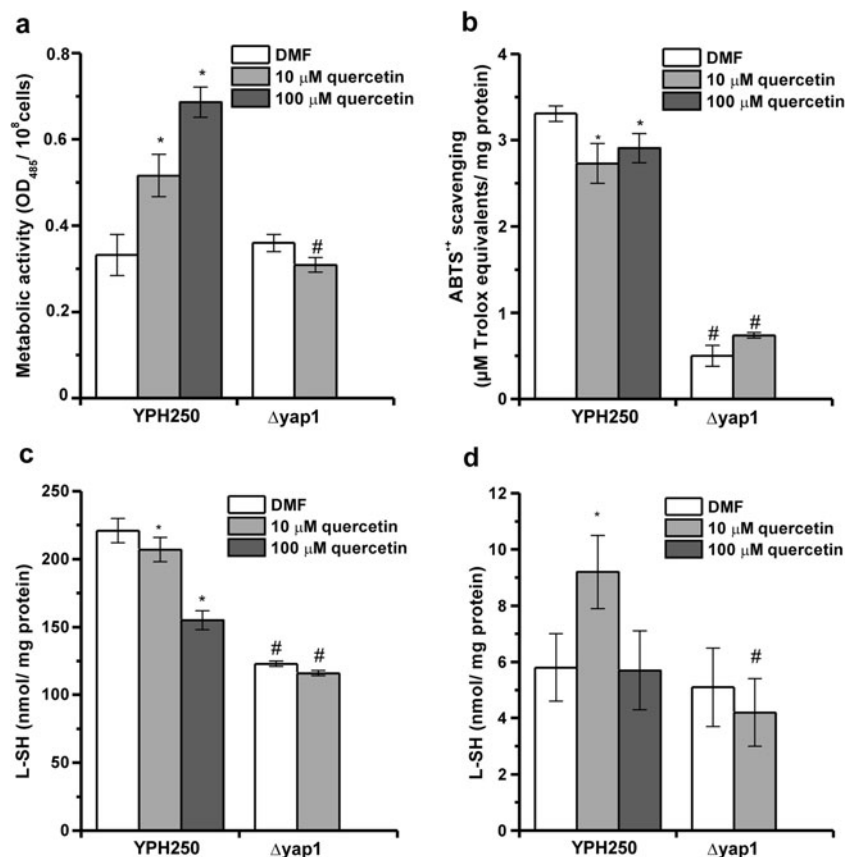 a
Metabolic activity (OD₄₈₅/ 10⁸cells)
0.8
0.6
0.4
0.2
0
DMF
10 μM quercetin
100 μM quercetin
*
*
#
YPH250
Δyap1
b
ABTS•⁺ scavenging
(μM Trolox equivalents/ mg protein)
4
3
2
1
0
DMF
10 μM quercetin
100 μM quercetin
*
*
#
#
YPH250
Δyap1
c
L-SH (nmol/ mg protein)
250
200
150
100
50
0
DMF
10 μM quercetin
100 μM quercetin
*
*
#
#
YPH250
Δyap1
d
L-SH (nmol/ mg protein)
12
10
8
6
4
2
0
DMF
10 μM quercetin
100 μM quercetin
*
#
YPH250
Δyap1